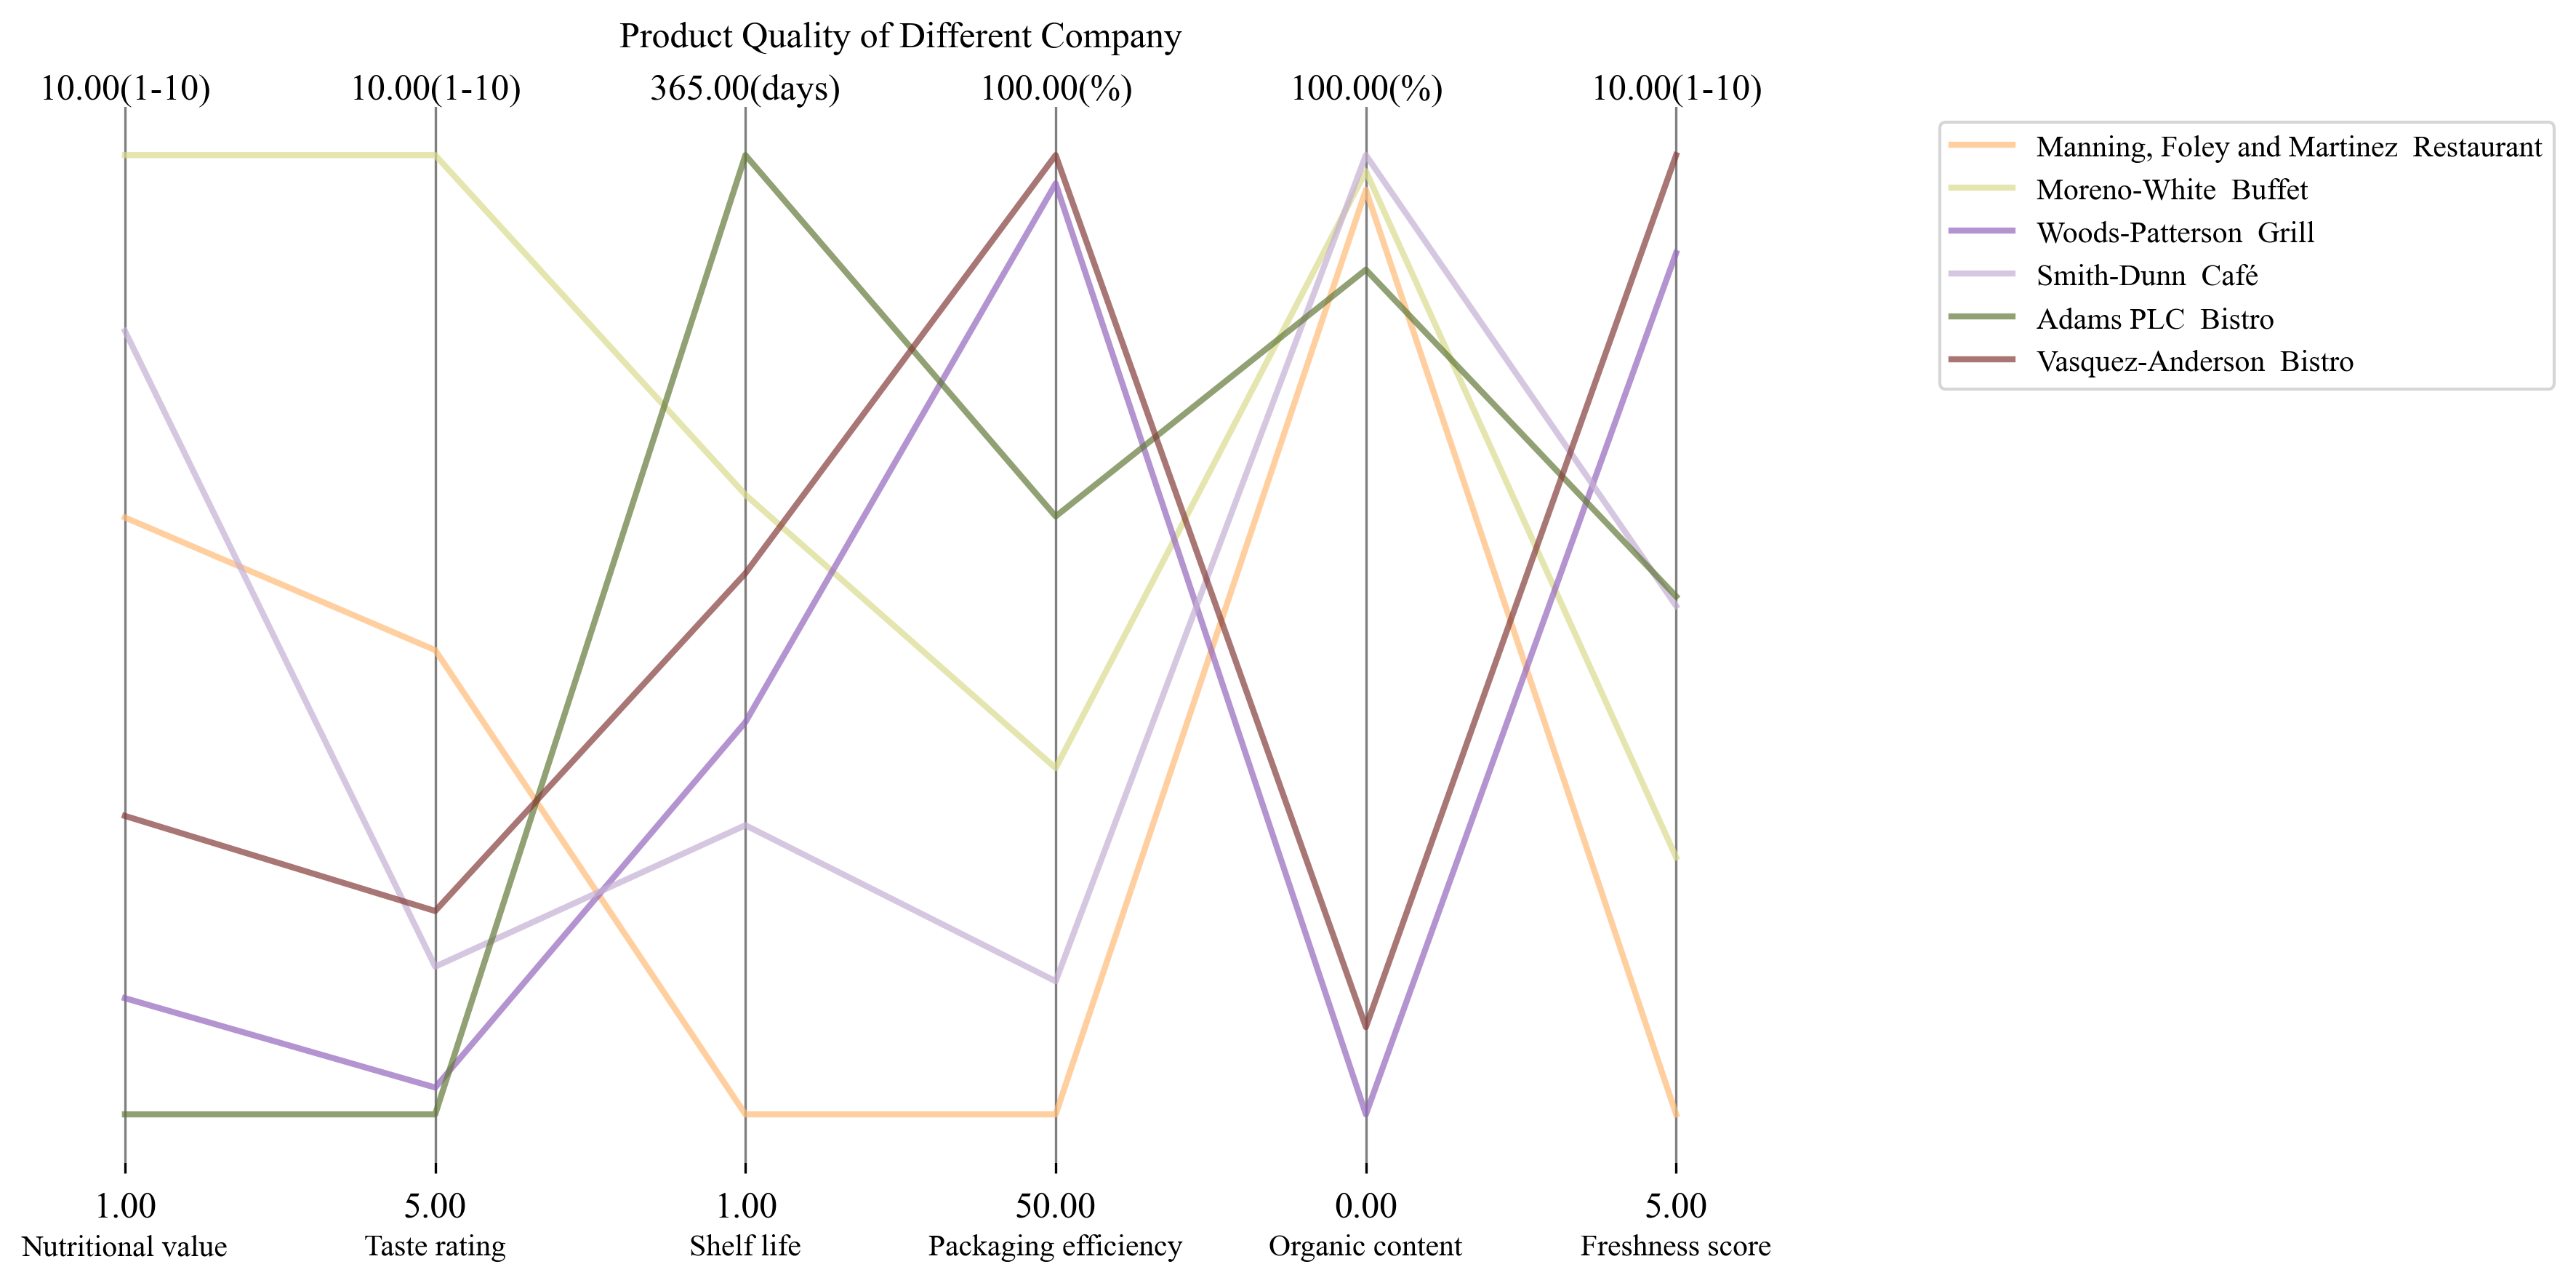 Product Quality of Different Company
10.00(1-10) 10.00(1-10) 365.00(days) 100.00(%) 100.00(%) 10.00(1-10)
Manning, Foley and Martinez  Restaurant
Moreno-White  Buffet
Woods-Patterson  Grill
Smith-Dunn  Café
Adams PLC  Bistro
Vasquez-Anderson  Bistro
1.00 5.00 1.00 50.00 0.00 5.00
Nutritional value Taste rating Shelf life Packaging efficiency Organic content Freshness score